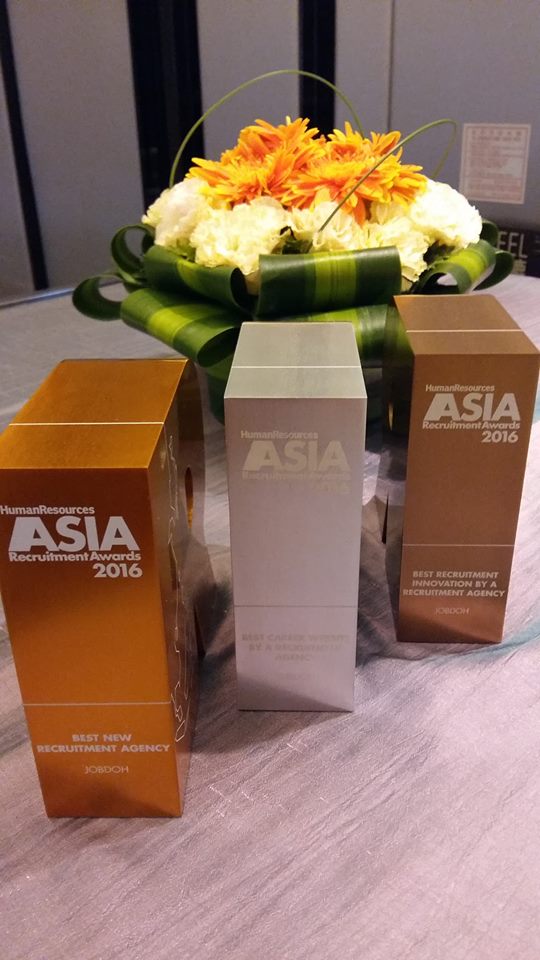 HumanResources
ASIA
Recruitment Awards
2016
BEST NEW
RECRUITMENT AGENCY
JOBDOH
HumanResources
ASIA
Recruitment Awards
2016
BEST CAREER WEBSITE
BY A RECRUITMENT
AGENCY
HumanResources
ASIA
Recruitment Awards
2016
BEST RECRUITMENT
INNOVATION BY A
RECRUITMENT AGENCY
JOBDOH